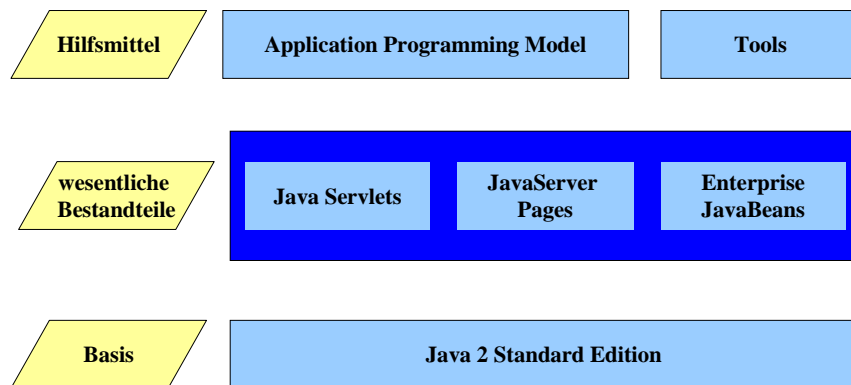 Hilfsmittel
Application Programming Model
Tools
wesentliche
Bestandteile
Java Servlets
JavaServer
Pages
Enterprise
JavaBeans
Basis
Java 2 Standard Edition